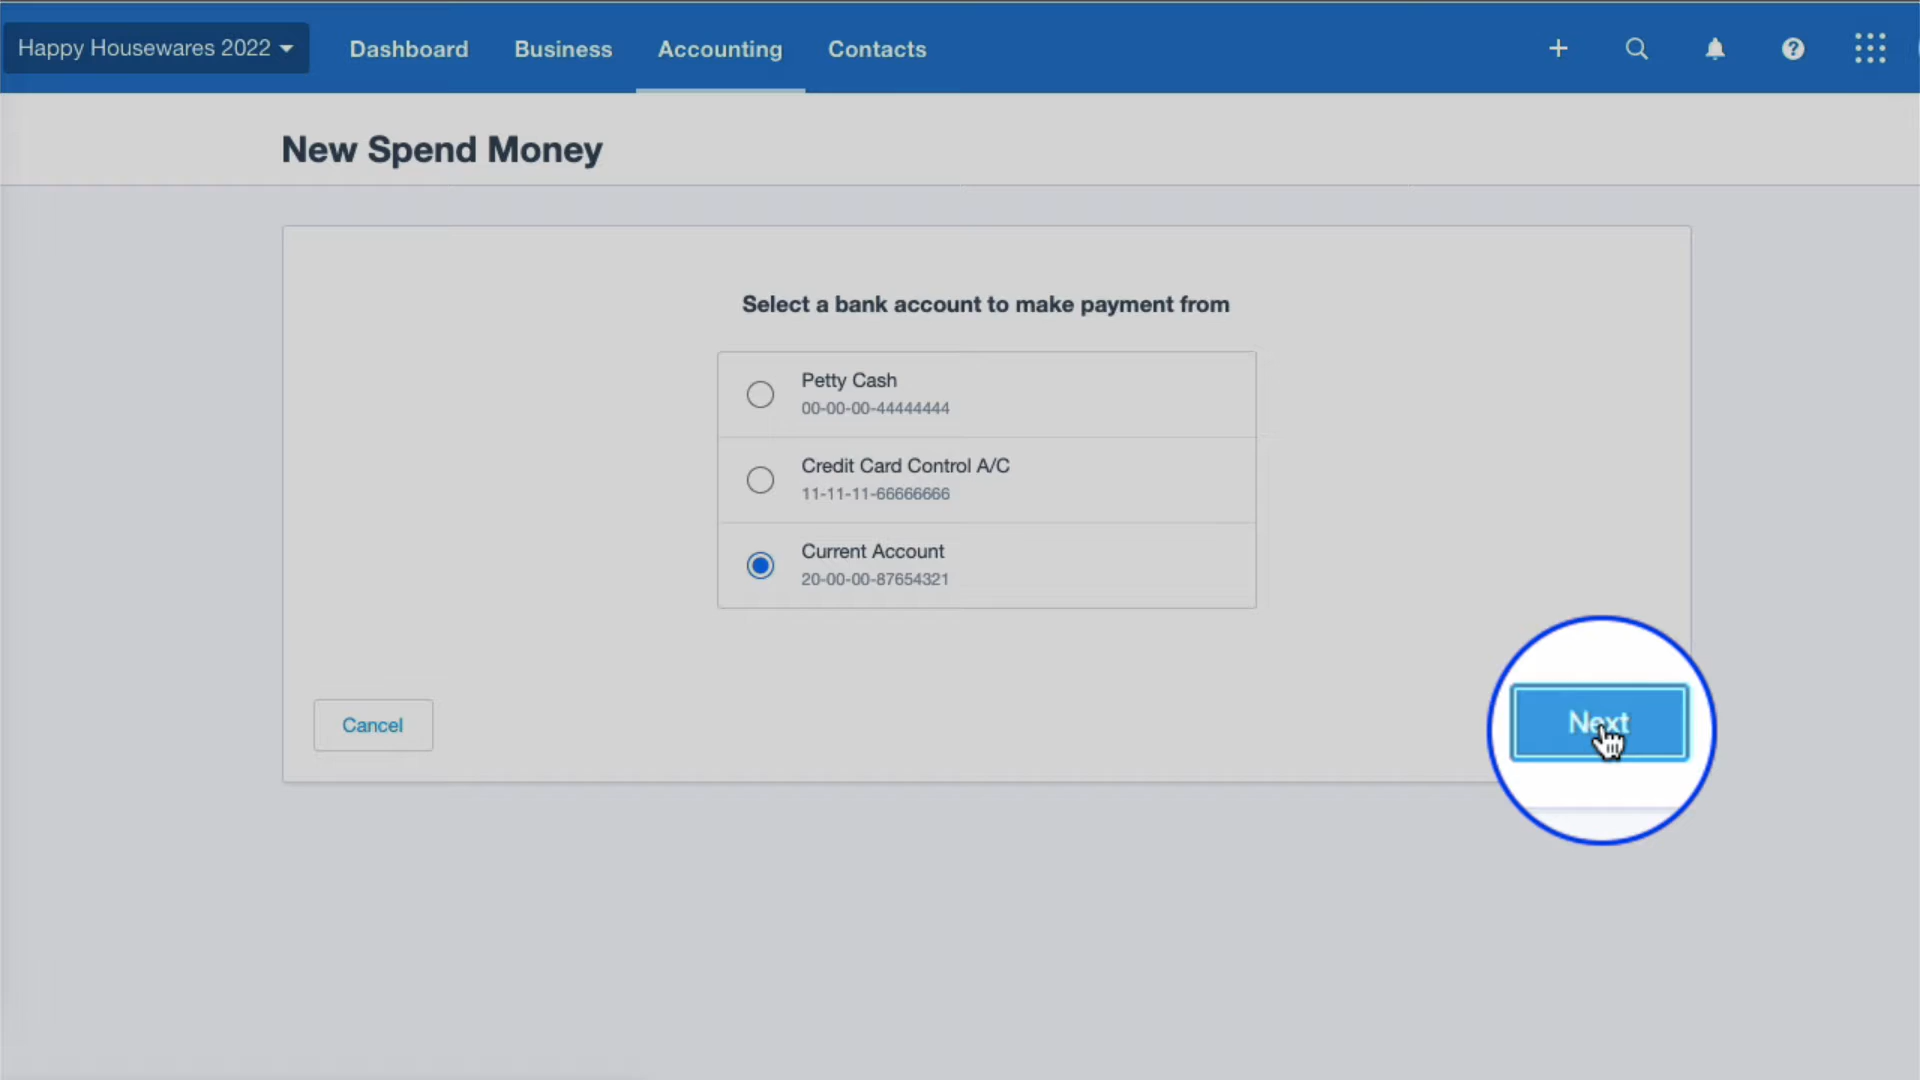 Happy Housewares 2022 Dashboard Business Accounting Contacts
New Spend Money
Select a bank account to make payment from
Petty Cash
00-00-00-44444444
Credit Card Control A/C
11-11-11-66666666
Current Account
20-00-00-87654321
Cancel
Next